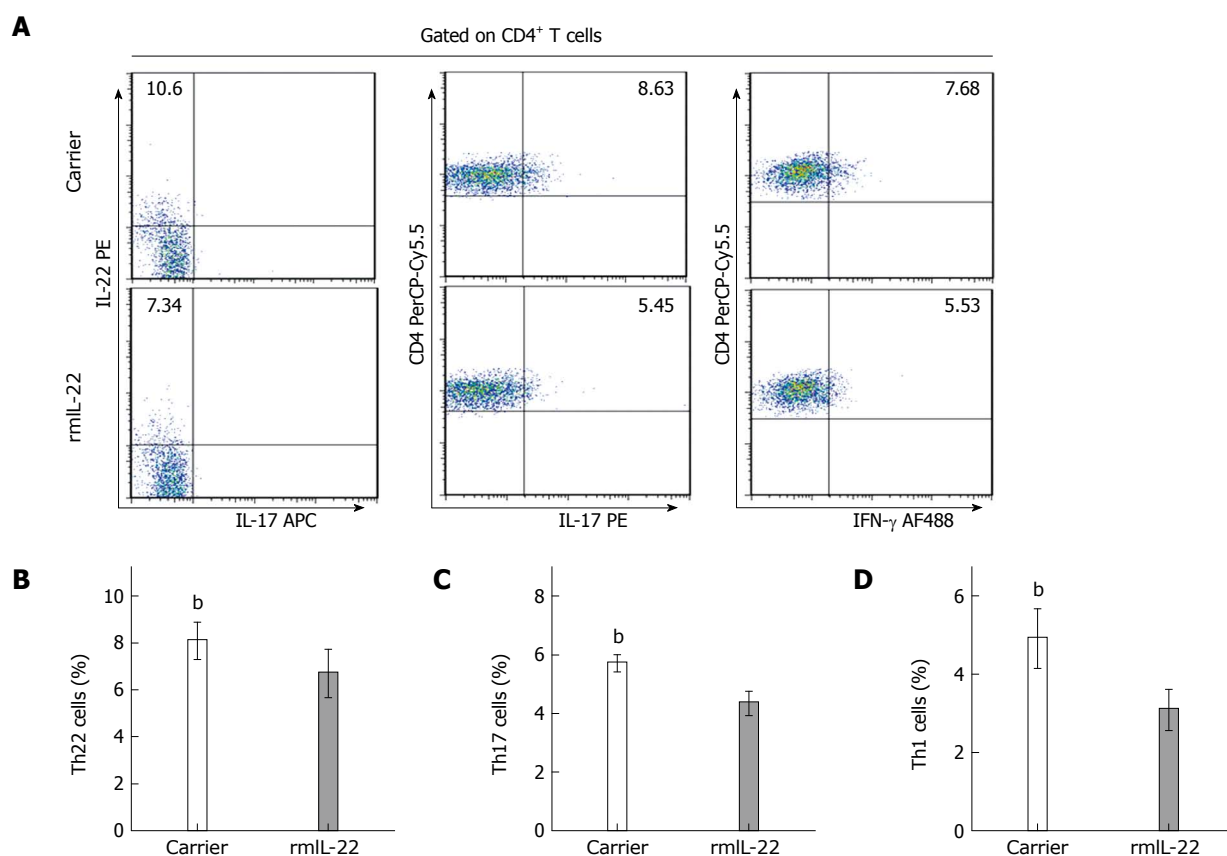 A
Gated on CD4⁺ T cells
Carrier
IL-22 PE
10.6
CD4 PerCP-Cy5.5
8.63
CD4 PerCP-Cy5.5
7.68
rmIL-22
7.34
5.45
5.53
IL-17 APC
IL-17 PE
IFN-γ AF488
B
Th22 cells (%)
10
8
6
4
2
0
b
Carrier rmIL-22
C
Th17 cells (%)
8
6
4
2
0
b
Carrier rmIL-22
D
Th1 cells (%)
6
4
2
0
b
Carrier rmIL-22